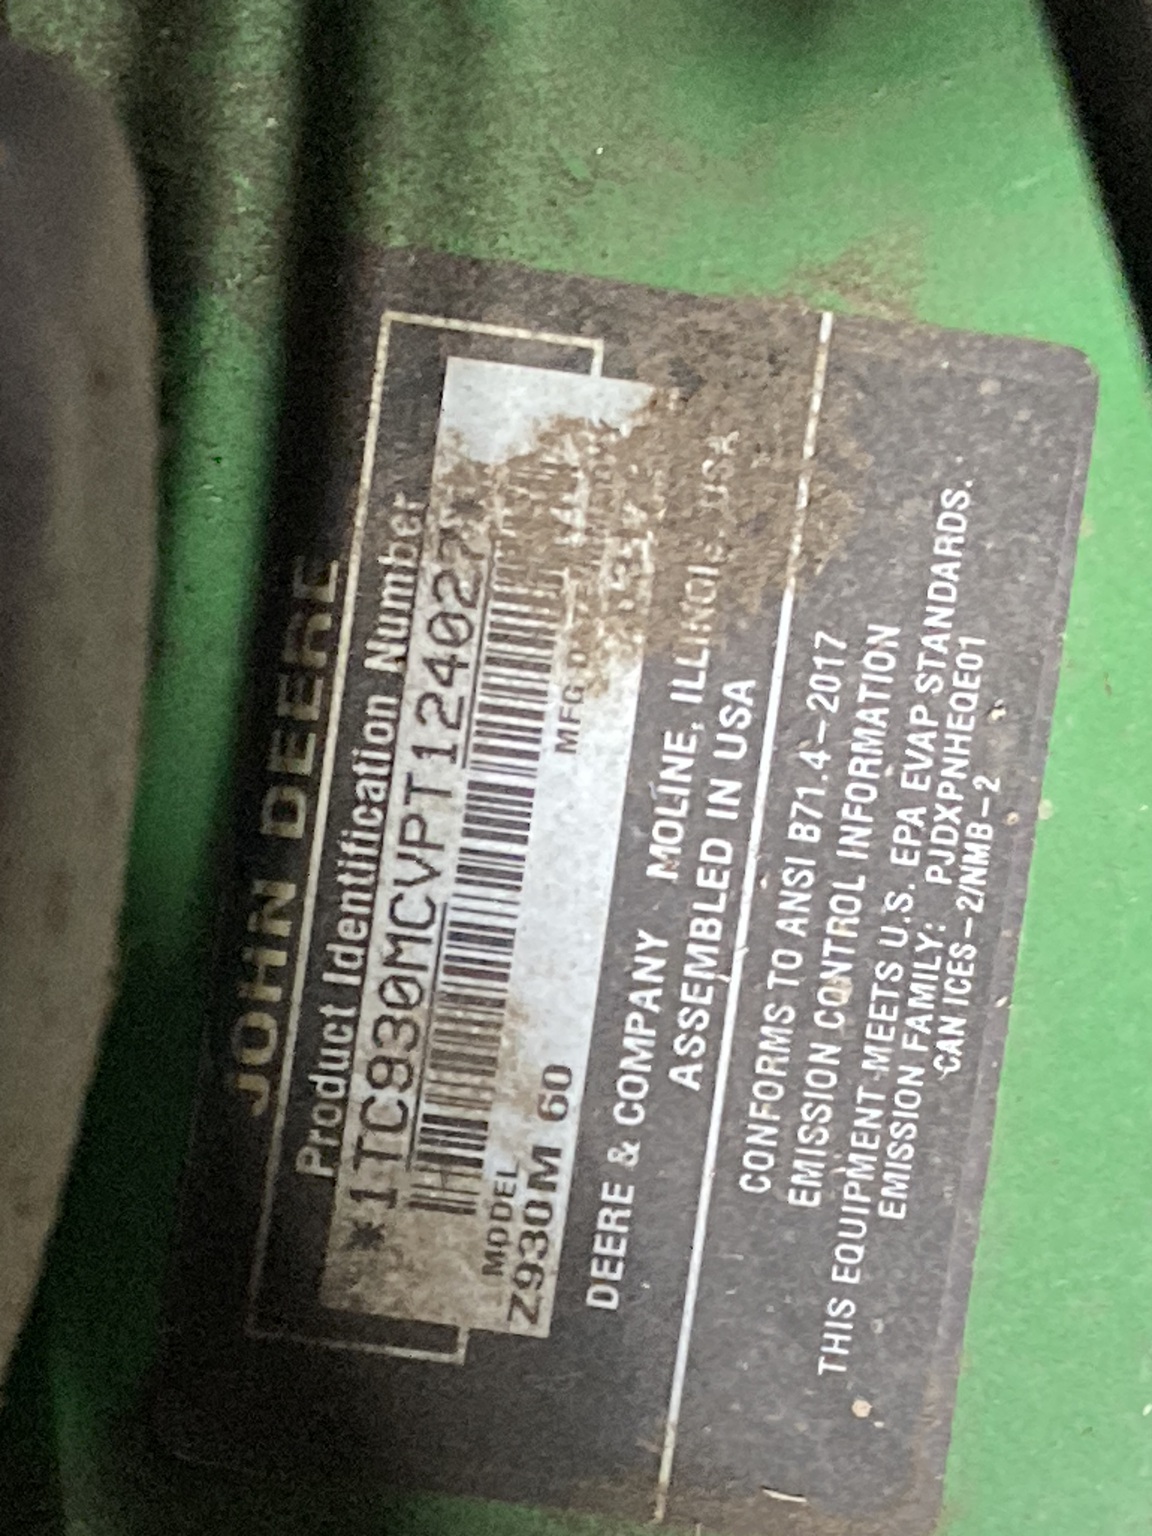 JOHN DEERE
Product Identification Number
*1TC930MCVPT124027*
MODEL
Z930M 60
MFG
DEERE & COMPANY MOLINE, ILLINOIS USA
ASSEMBLED IN USA
CONFORMS TO ANSI B71.4-2017
EMISSION CONTROL INFORMATION
THIS EQUIPMENT MEETS U.S. EPA EVAP STANDARDS.
EMISSION FAMILY: PJDXPNHEQE01
CAN ICES-2/NMB-2